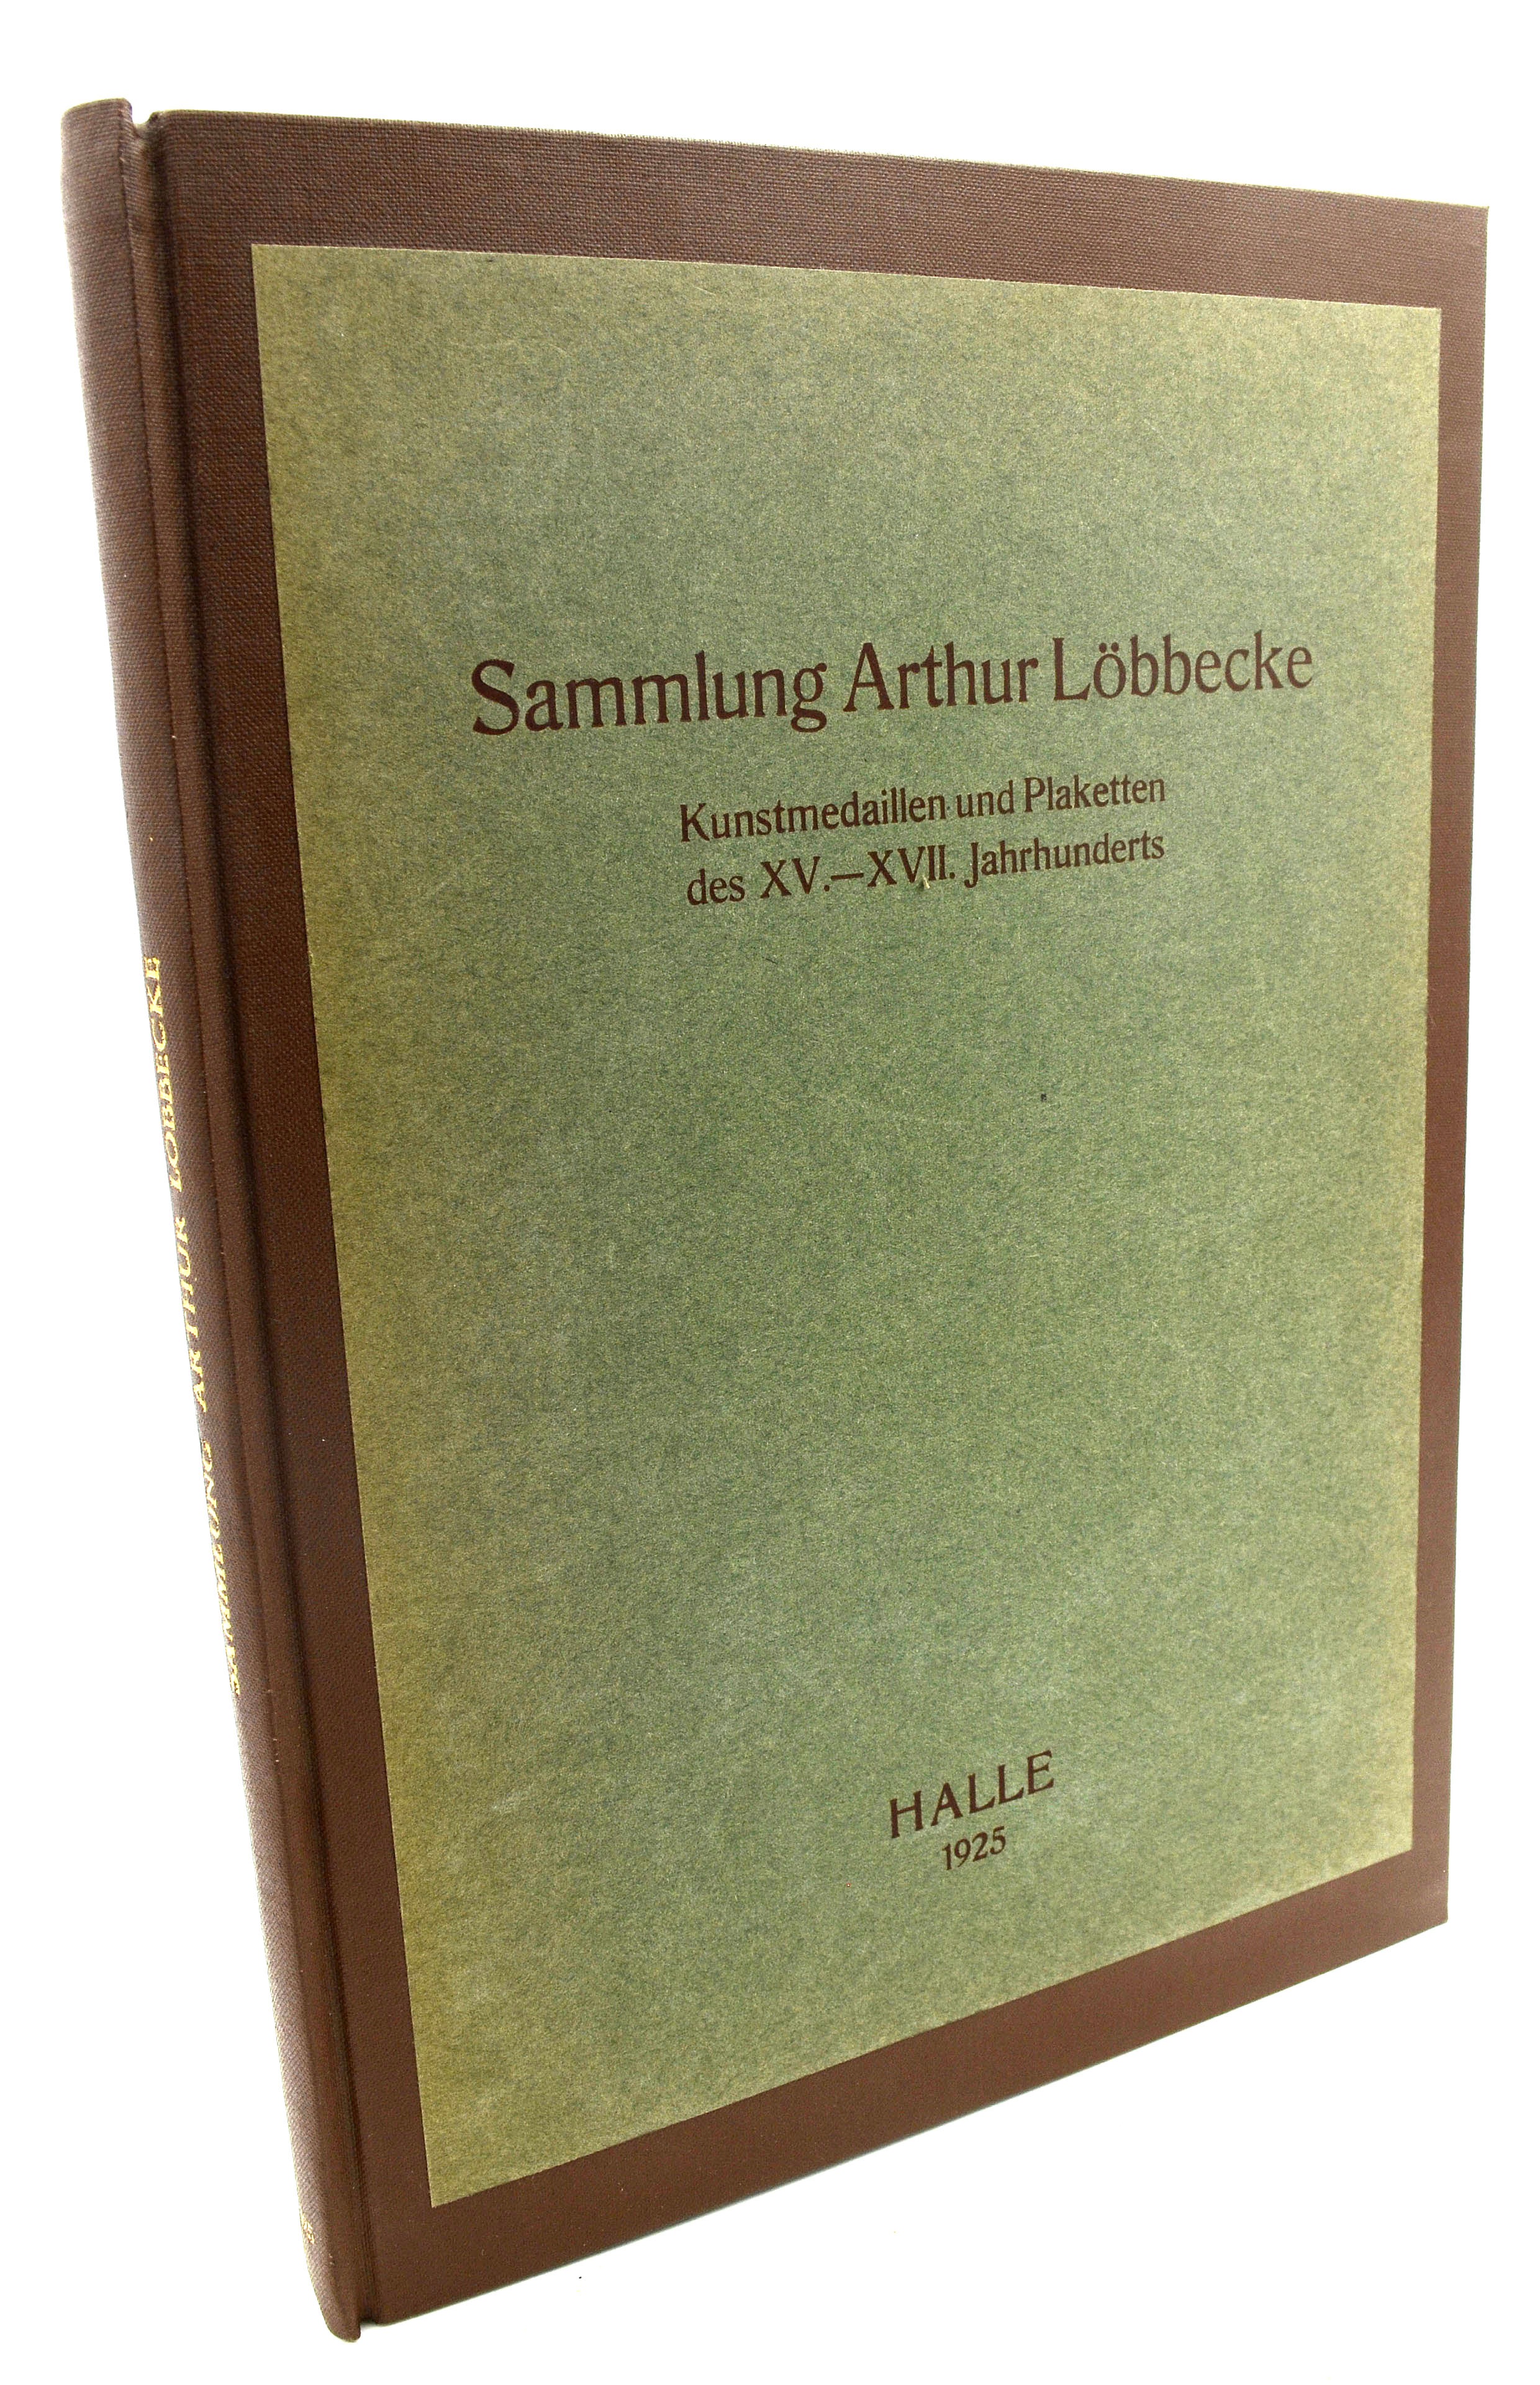 Sammlung Arthur Löbbecke
Kunstmedaillen und Plaketten
des XV.—XVII. Jahrhunderts
HALLE
1925
SAMMLUNG ARTHUR LÖBBECKE